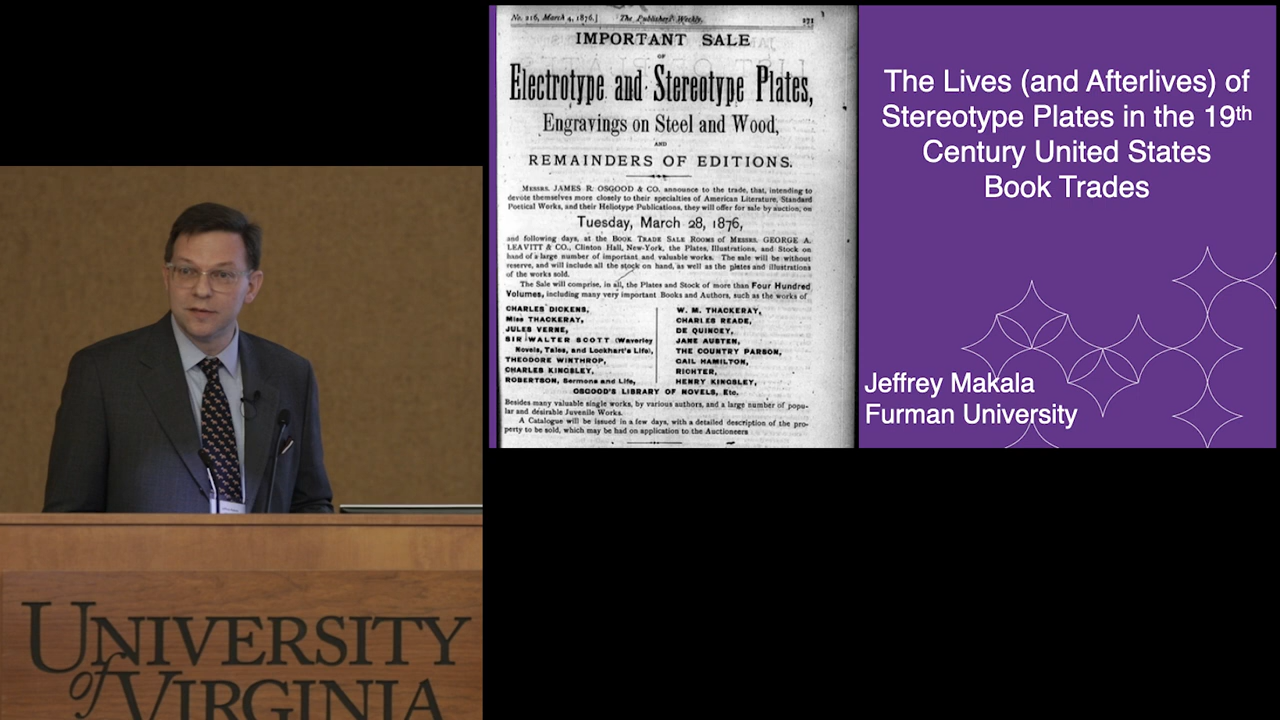 No. 216, March 4, 1876.] The Publishers' Weekly. 271
IMPORTANT SALE
OF
Electrotype and Stereotype Plates,
Engravings on Steel and Wood,
AND
REMAINDERS OF EDITIONS.
MESSRS. JAMES R. OSGOOD & CO. announce to the trade, that, intending to
devote themselves more closely to their specialties of American Literature, Standard
Poetical Works, and their Heliotype Publications, they will offer for sale by auction, on
Tuesday, March 28, 1876,
and following days, at the BOOK TRADE SALE ROOMS of MESSRS. GEORGE A.
LEAVITT & CO., Clinton Hall, New-York, the Plates, Illustrations, and Stock on
hand of a large number of important and valuable works. The sale will be without
reserve, and will include all the stock on hand, as well as the plates and illustrations
of the works sold.
The Sale will comprise, in all, the Plates and Stock of more than Four Hundred
Volumes, including many very important Books and Authors, such as the works of
CHARLES DICKENS,
Miss THACKERAY,
JULES VERNE,
SIR WALTER SCOTT (Waverley
Novels, Tales, and Lockhart's Life),
THEODORE WINTHROP,
CHARLES KINGSLEY,
ROBERTSON, Sermons and Life,
W. M. THACKERAY,
CHARLES READE,
DE QUINCEY,
JANE AUSTEN,
THE COUNTRY PARSON,
GAIL HAMILTON,
RICHTER,
HENRY KINGSLEY,
OSGOOD'S LIBRARY OF NOVELS, Etc.
Besides many valuable single works, by various authors, and a large number of popu-
lar and desirable Juvenile Works.
A Catalogue will be issued in a few days, with a detailed description of the pro-
perty to be sold, which may be had on application to the Auctioneers
The Lives (and Afterlives) of
Stereotype Plates in the 19th
Century United States
Book Trades
Jeffrey Makala
Furman University
UNIVERSITY
of
VIRGINIA